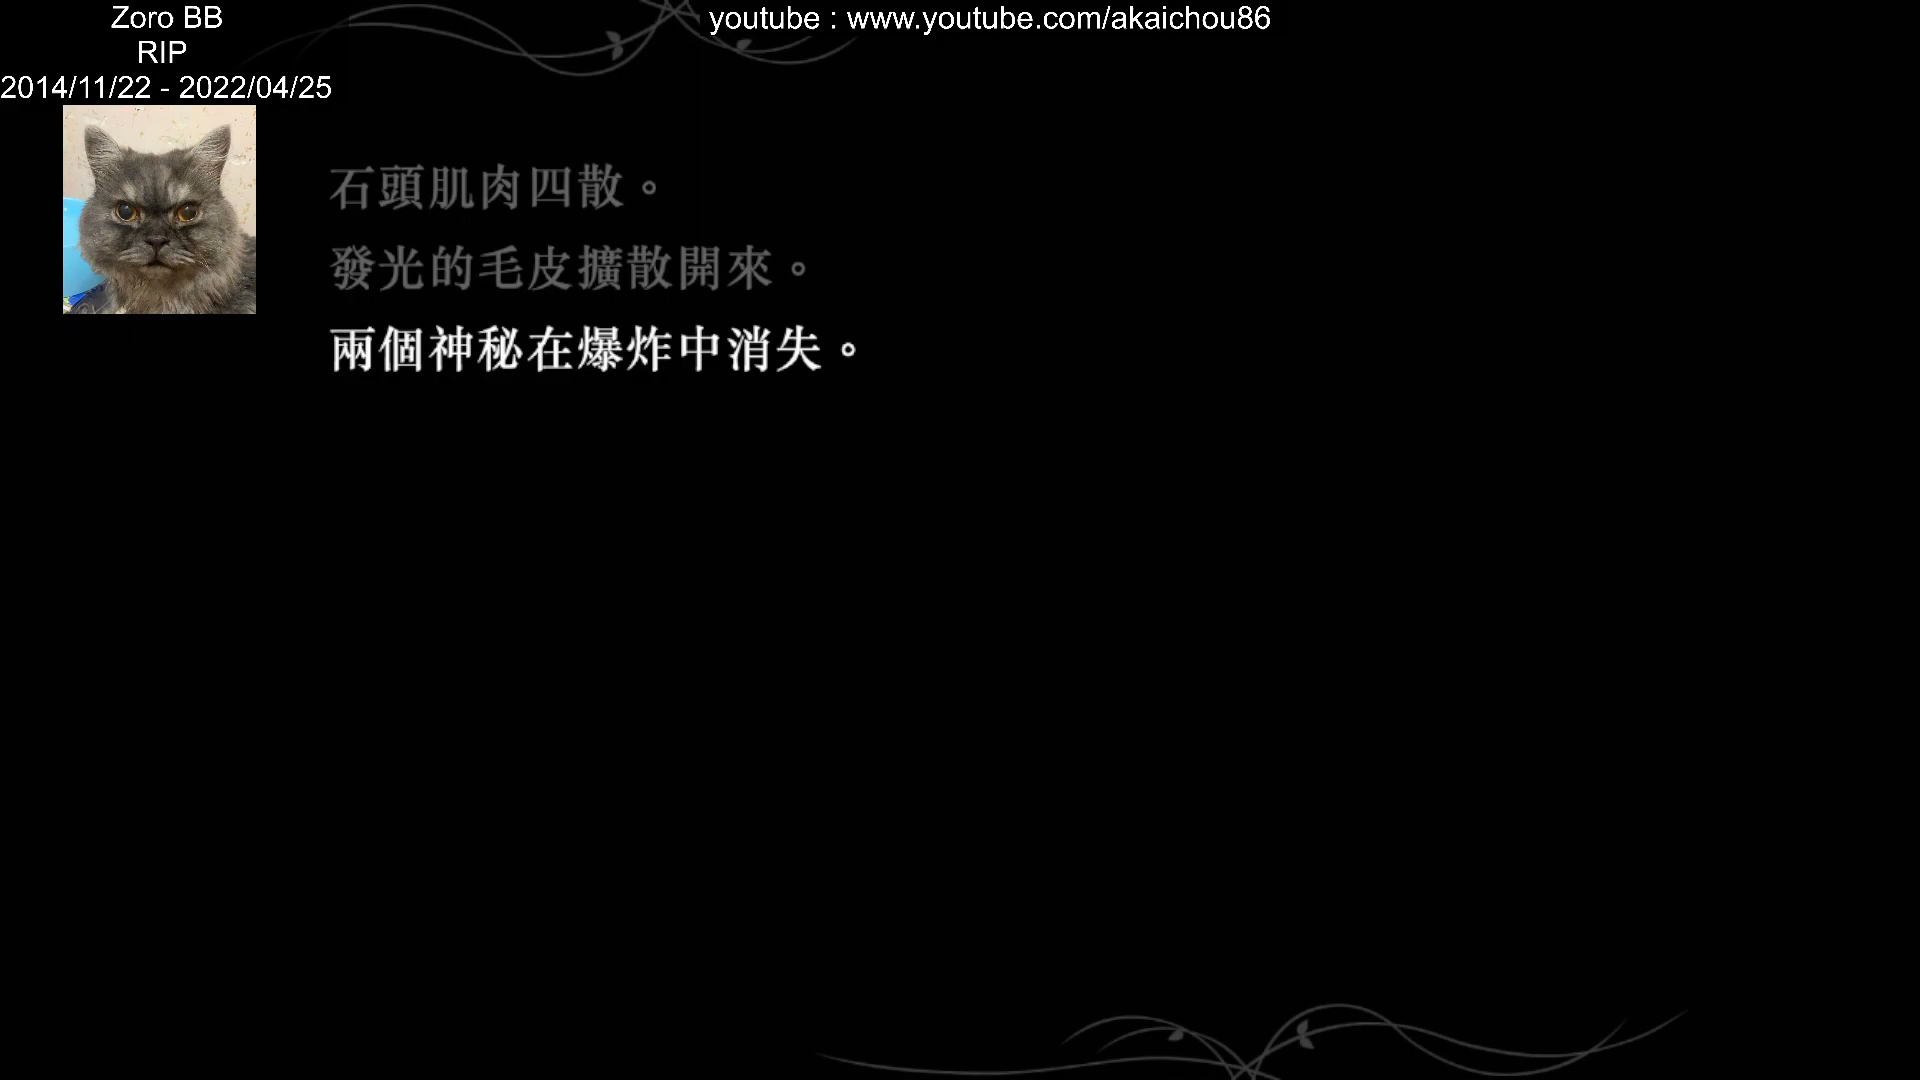 Zoro BB
RIP
2014/11/22 - 2022/04/25
youtube : www.youtube.com/akaichou86
石頭肌肉四散。
發光的毛皮擴散開來。
兩個神秘在爆炸中消失。